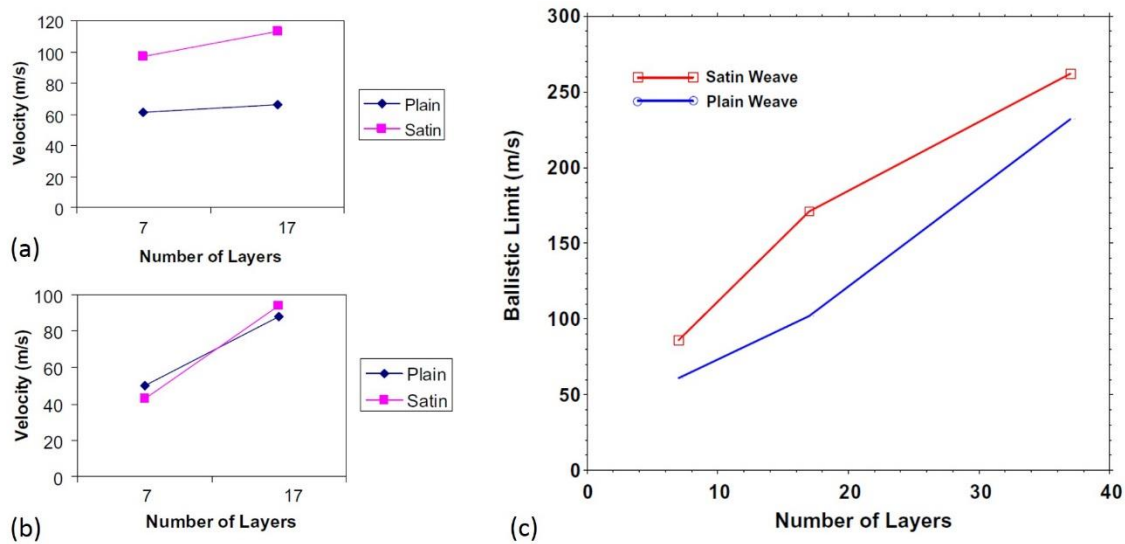 120
100
80
60
40
20
0
Velocity (m/s)
7 17
Number of Layers
Plain
Satin
(a)
100
80
60
40
20
0
Velocity (m/s)
7 17
Number of Layers
Plain
Satin
(b)
300
250
200
150
100
50
0
Ballistic Limit (m/s)
Satin Weave
Plain Weave
0 10 20 30 40
Number of Layers
(c)